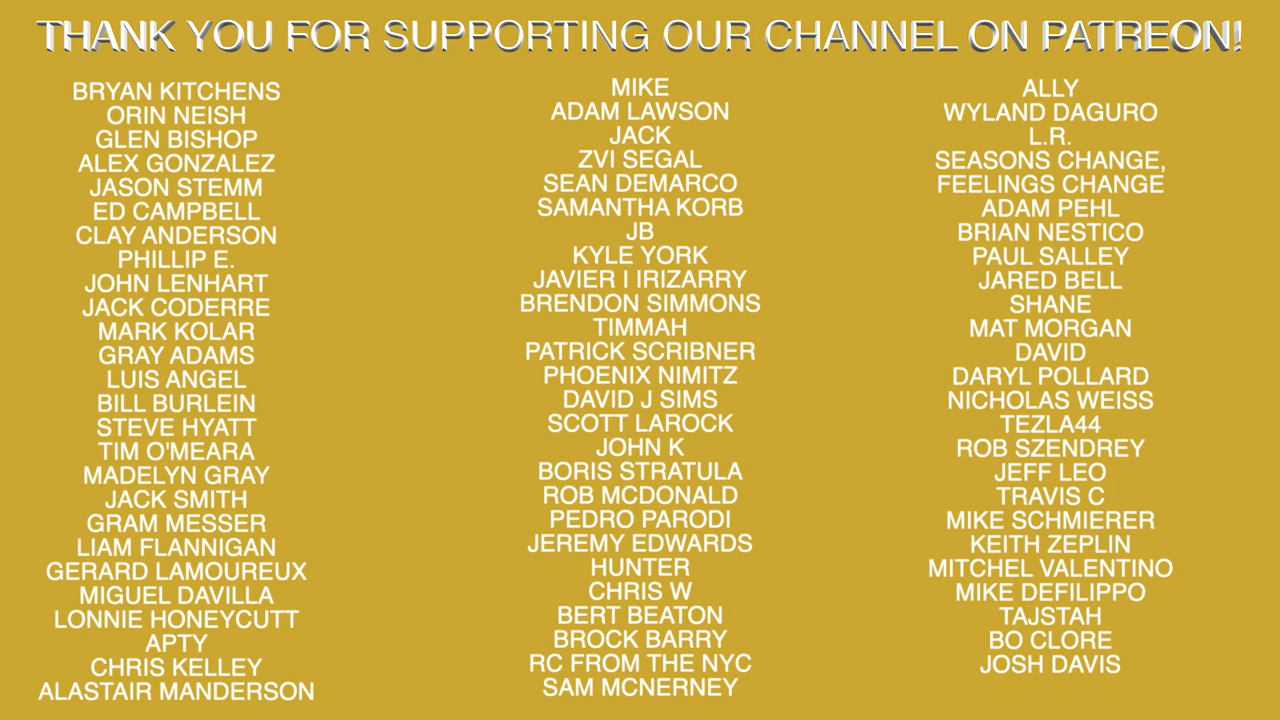 THANK YOU FOR SUPPORTING OUR CHANNEL ON PATREON!
BRYAN KITCHENS
ORIN NEISH
GLEN BISHOP
ALEX GONZALEZ
JASON STEMM
ED CAMPBELL
CLAY ANDERSON
PHILLIP E.
JOHN LENHART
JACK CODERRE
MARK KOLAR
GRAY ADAMS
LUIS ANGEL
BILL BURLEIN
STEVE HYATT
TIM O'MEARA
MADELYN GRAY
JACK SMITH
GRAM MESSER
LIAM FLANNIGAN
GERARD LAMOUREUX
MIGUEL DAVILLA
LONNIE HONEYCUTT
APTY
CHRIS KELLEY
ALASTAIR MANDERSON
MIKE
ADAM LAWSON
JACK
ZVI SEGAL
SEAN DEMARCO
SAMANTHA KORB
JB
KYLE YORK
JAVIER I IRIZARRY
BRENDON SIMMONS
TIMMAH
PATRICK SCRIBNER
PHOENIX NIMITZ
DAVID J SIMS
SCOTT LAROCK
JOHN K
BORIS STRATULA
ROB MCDONALD
PEDRO PARODI
JEREMY EDWARDS
HUNTER
CHRIS W
BERT BEATON
BROCK BARRY
RC FROM THE NYC
SAM MCNERNEY
ALLY
WYLAND DAGURO
L.R.
SEASONS CHANGE,
FEELINGS CHANGE
ADAM PEHL
BRIAN NESTICO
PAUL SALLEY
JARED BELL
SHANE
MAT MORGAN
DAVID
DARYL POLLARD
NICHOLAS WEISS
TEZLA44
ROB SZENDREY
JEFF LEO
TRAVIS C
MIKE SCHMIERER
KEITH ZEPLIN
MITCHEL VALENTINO
MIKE DEFILIPPO
TAJSTAH
BO CLORE
JOSH DAVIS